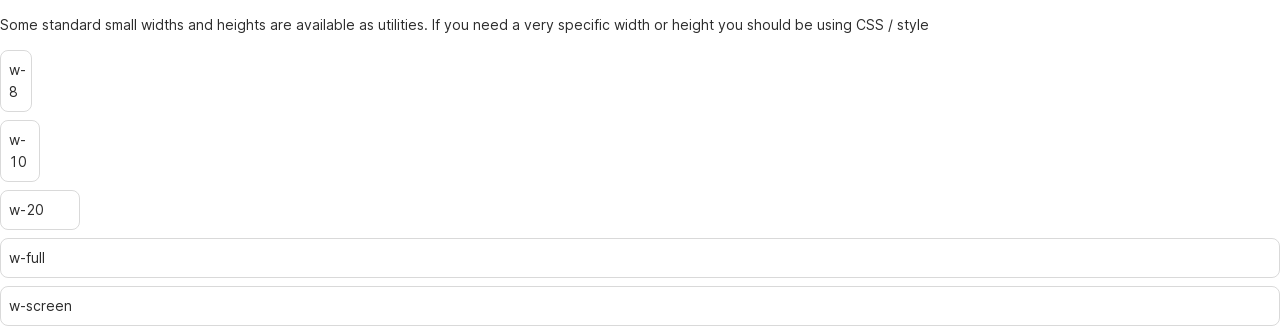 Some standard small widths and heights are available as utilities. If you need a very specific width or height you should be using CSS / style
w-
8
w-
10
w-20
w-full
w-screen